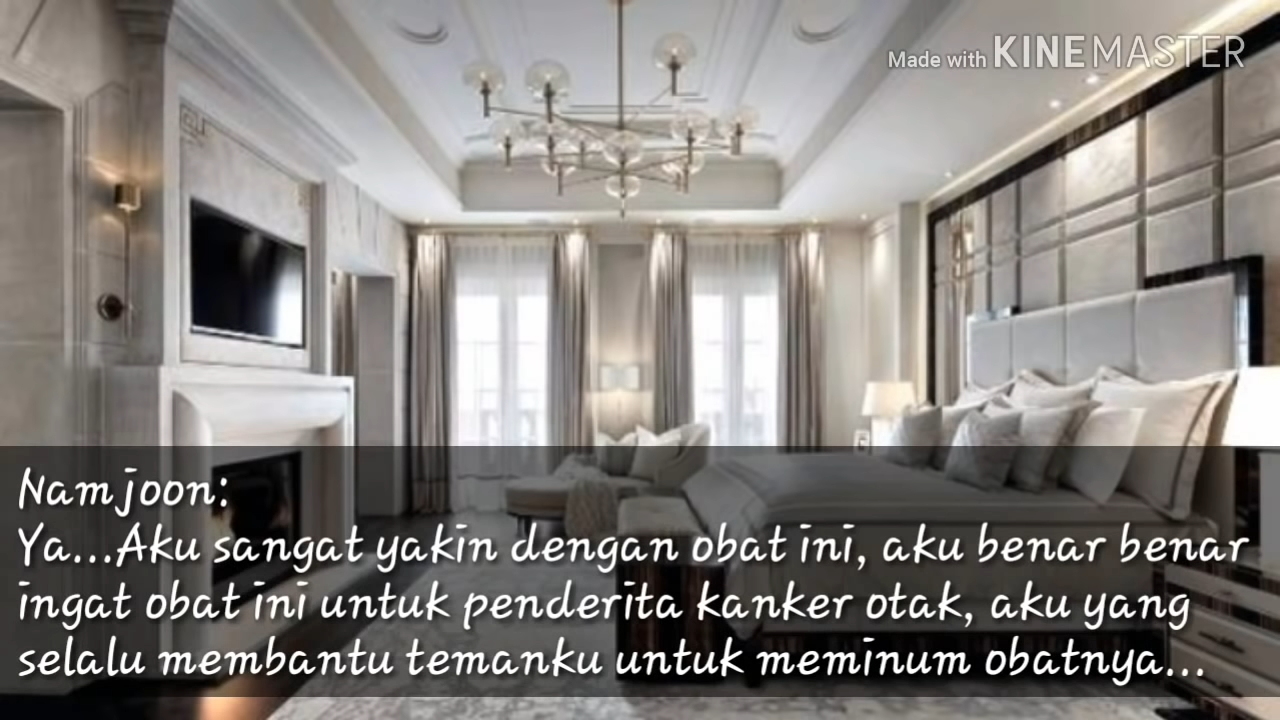 Made with KINEMASTER
Namjoon:
Ya...Aku sangat yakin dengan obat ini, aku benar benar
ingat obat ini untuk penderita kanker otak, aku yang
selalu membantu temanku untuk meminum obatnya...